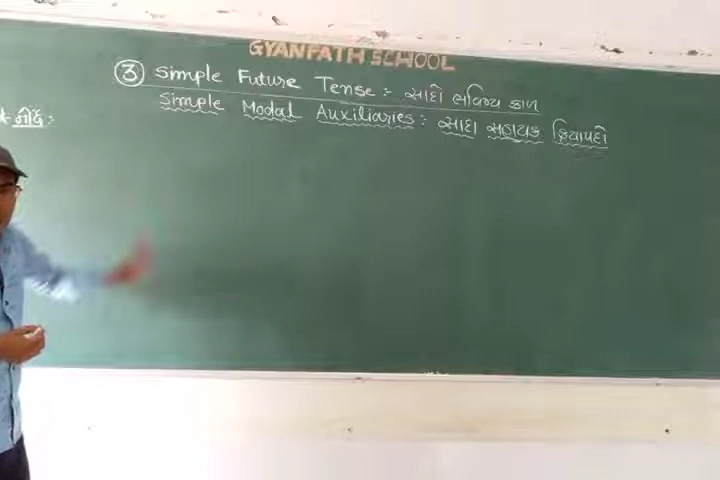 GYANPATH SCHOOL
③ Simple Future Tense :- સાદો ભવિષ્ય કાળ
Simple Modal Auxiliaries : સાદા સહાયક ક્રિયાપદો
* નોંધ :-